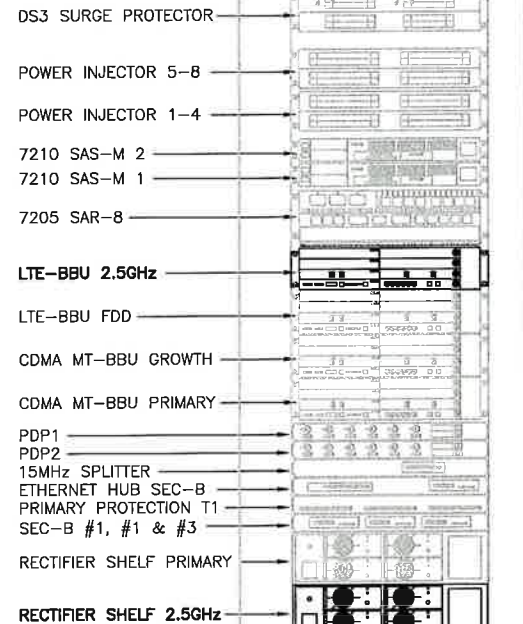 DS3 SURGE PROTECTOR
POWER INJECTOR 5-8
POWER INJECTOR 1-4
7210 SAS-M 2
7210 SAS-M 1
7205 SAR-8
LTE-BBU 2.5GHz
LTE-BBU FDD
CDMA MT-BBU GROWTH
CDMA MT-BBU PRIMARY
PDP1
PDP2
15MHz SPLITTER
ETHERNET HUB SEC-B
PRIMARY PROTECTION T1
SEC-B #1, #1 & #3
RECTIFIER SHELF PRIMARY
RECTIFIER SHELF 2.5GHz